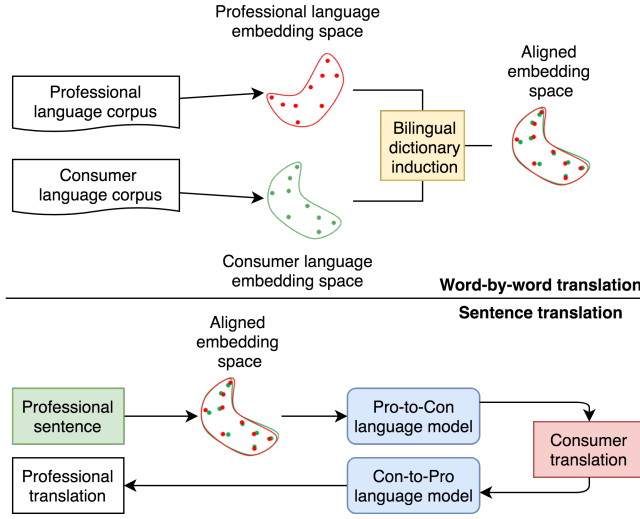 Professional language
embedding space
Professional
language corpus
Aligned
embedding
space
Bilingual
dictionary
induction
Consumer
language corpus
Consumer language
embedding space
Word-by-word translation
Sentence translation
Aligned
embedding
space
Professional
sentence
Pro-to-Con
language model
Consumer
translation
Professional
translation
Con-to-Pro
language model